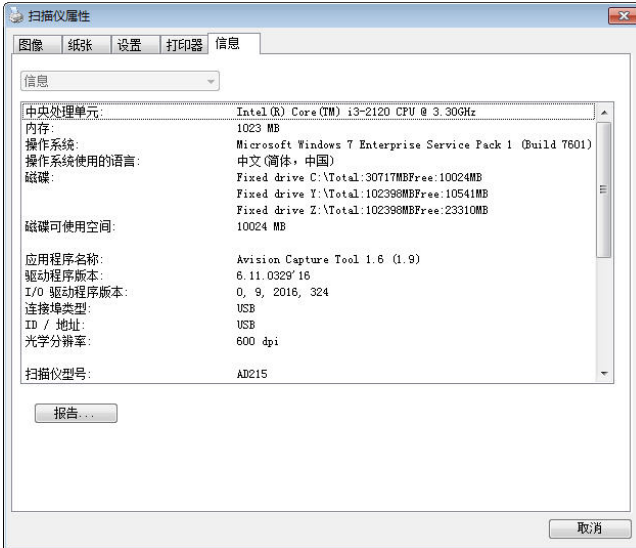 扫描仪属性
图像 纸张 设置 打印器 信息
信息
中央处理单元: Intel(R) Core(TM) i3-2120 CPU @ 3.30GHz
内存: 1023 MB
操作系统: Microsoft Windows 7 Enterprise Service Pack 1 (Build 7601)
操作系统使用的语言: 中文(简体，中国)
磁碟: Fixed drive C:\Total:30717MBFree:10024MB
Fixed drive Y:\Total:102398MBFree:10541MB
Fixed drive Z:\Total:102398MBFree:23310MB
磁碟可使用空间: 10024 MB
应用程序名称: Avision Capture Tool 1.6 (1.9)
驱动程序版本: 6.11.0329'16
I/O 驱动程序版本: 0, 9, 2016, 324
连接埠类型: USB
ID / 地址: USB
光学分辨率: 600 dpi
扫描仪型号: AD215
报告...
取消